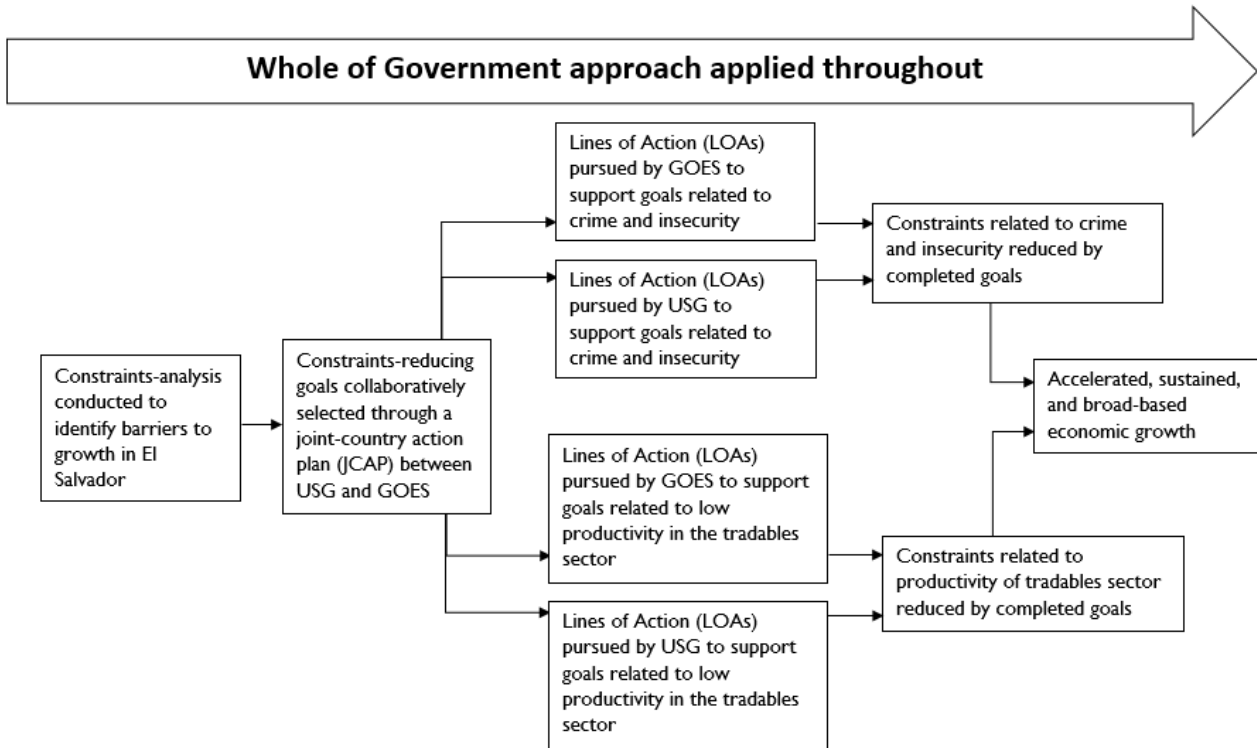 Whole of Government approach applied throughout
Constraints-analysis
conducted to
identify barriers to
growth in El
Salvador
Constraints-reducing
goals collaboratively
selected through a
joint-country action
plan (JCAP) between
USG and GOES
Lines of Action (LOAs)
pursued by GOES to
support goals related to
crime and insecurity
Lines of Action (LOAs)
pursued by USG to
support goals related to
crime and insecurity
Lines of Action (LOAs)
pursued by GOES to support
goals related to low
productivity in the tradables
sector
Lines of Action (LOAs)
pursued by USG to support
goals related to low
productivity in the tradables
sector
Constraints related to crime
and insecurity reduced by
completed goals
Constraints related to
productivity of tradables sector
reduced by completed goals
Accelerated, sustained,
and broad-based
economic growth